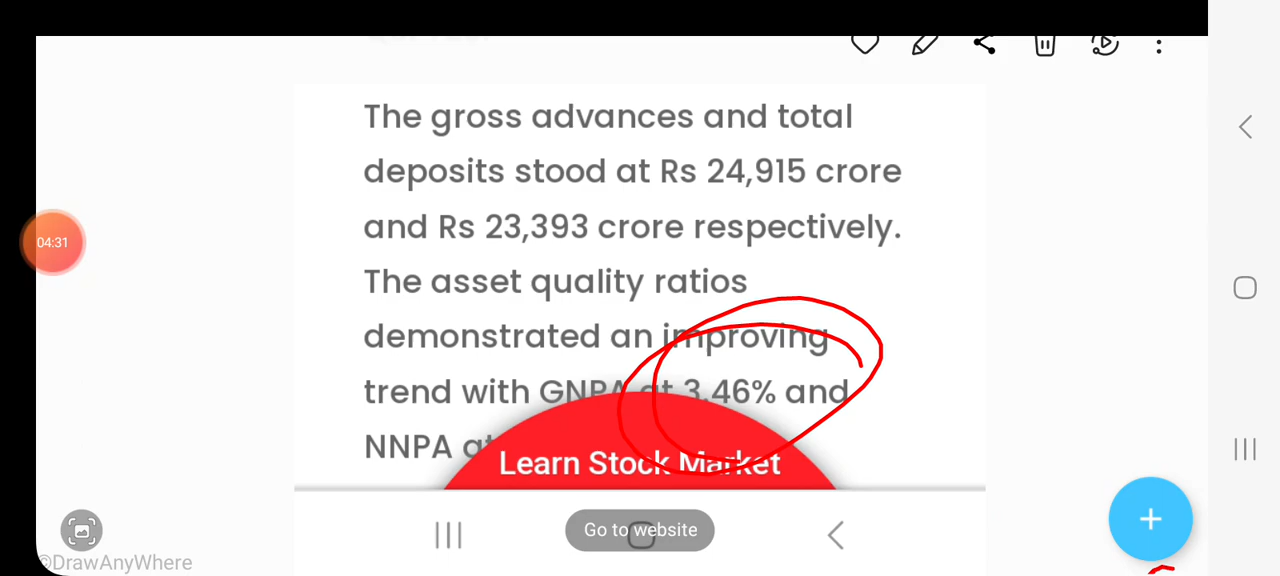 The gross advances and total
deposits stood at Rs 24,915 crore
and Rs 23,393 crore respectively.
The asset quality ratios
demonstrated an improving
trend with GNPA at 3.46% and
NNPA at
Learn Stock Market
Go to website
04:31
©DrawAnyWhere